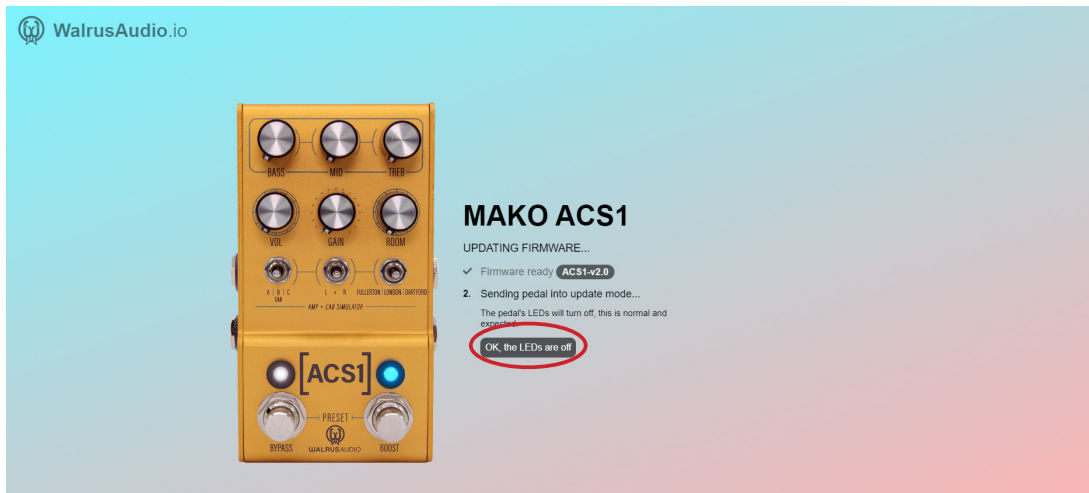 WalrusAudio.io
BASS MID TREB
VOL GAIN ROOM
A | B | C
CAB
L + R
FULLERTON | LONDON | DARTFORD
AMP + CAB SIMULATOR
[ACS1]
PRESET
BYPASS
WALRUSAUDIO
BOOST
MAKO ACS1
UPDATING FIRMWARE...
Firmware ready ACS1-v2.0
2. Sending pedal into update mode...
The pedal's LEDs will turn off, this is normal and
expected.
OK, the LEDs are off